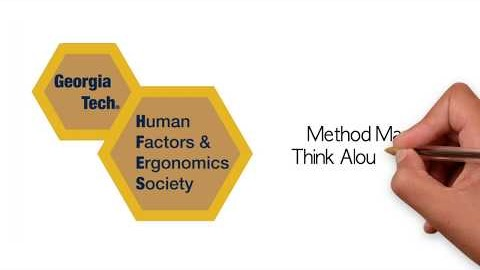 Georgia
Tech®
Human
Factors &
Ergonomics
Society
Method Ma
Think Alou